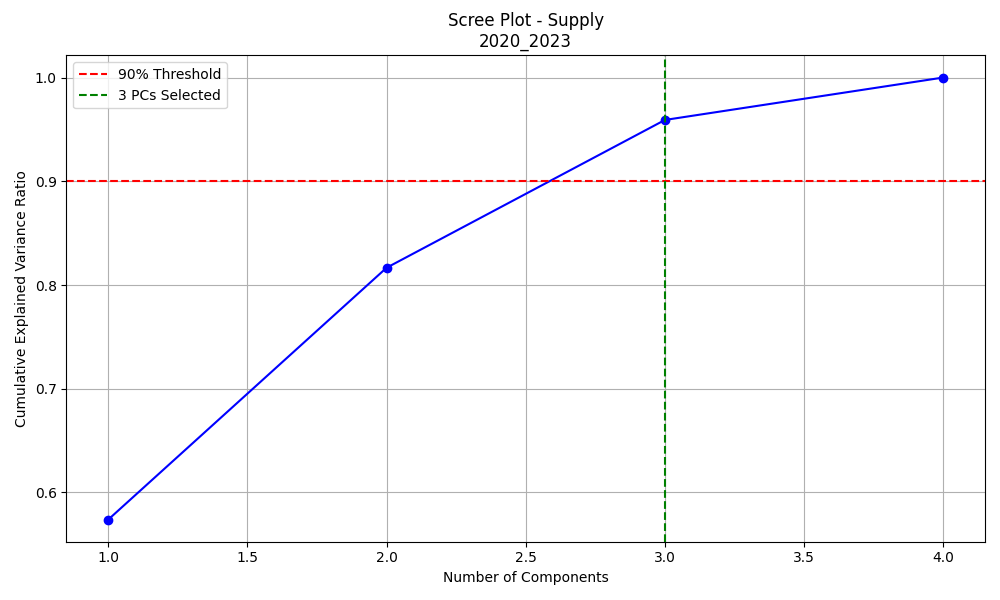 Scree Plot - Supply
2020_2023
90% Threshold
3 PCs Selected
Cumulative Explained Variance Ratio
1.0
0.9
0.8
0.7
0.6
1.0 1.5 2.0 2.5 3.0 3.5 4.0
Number of Components